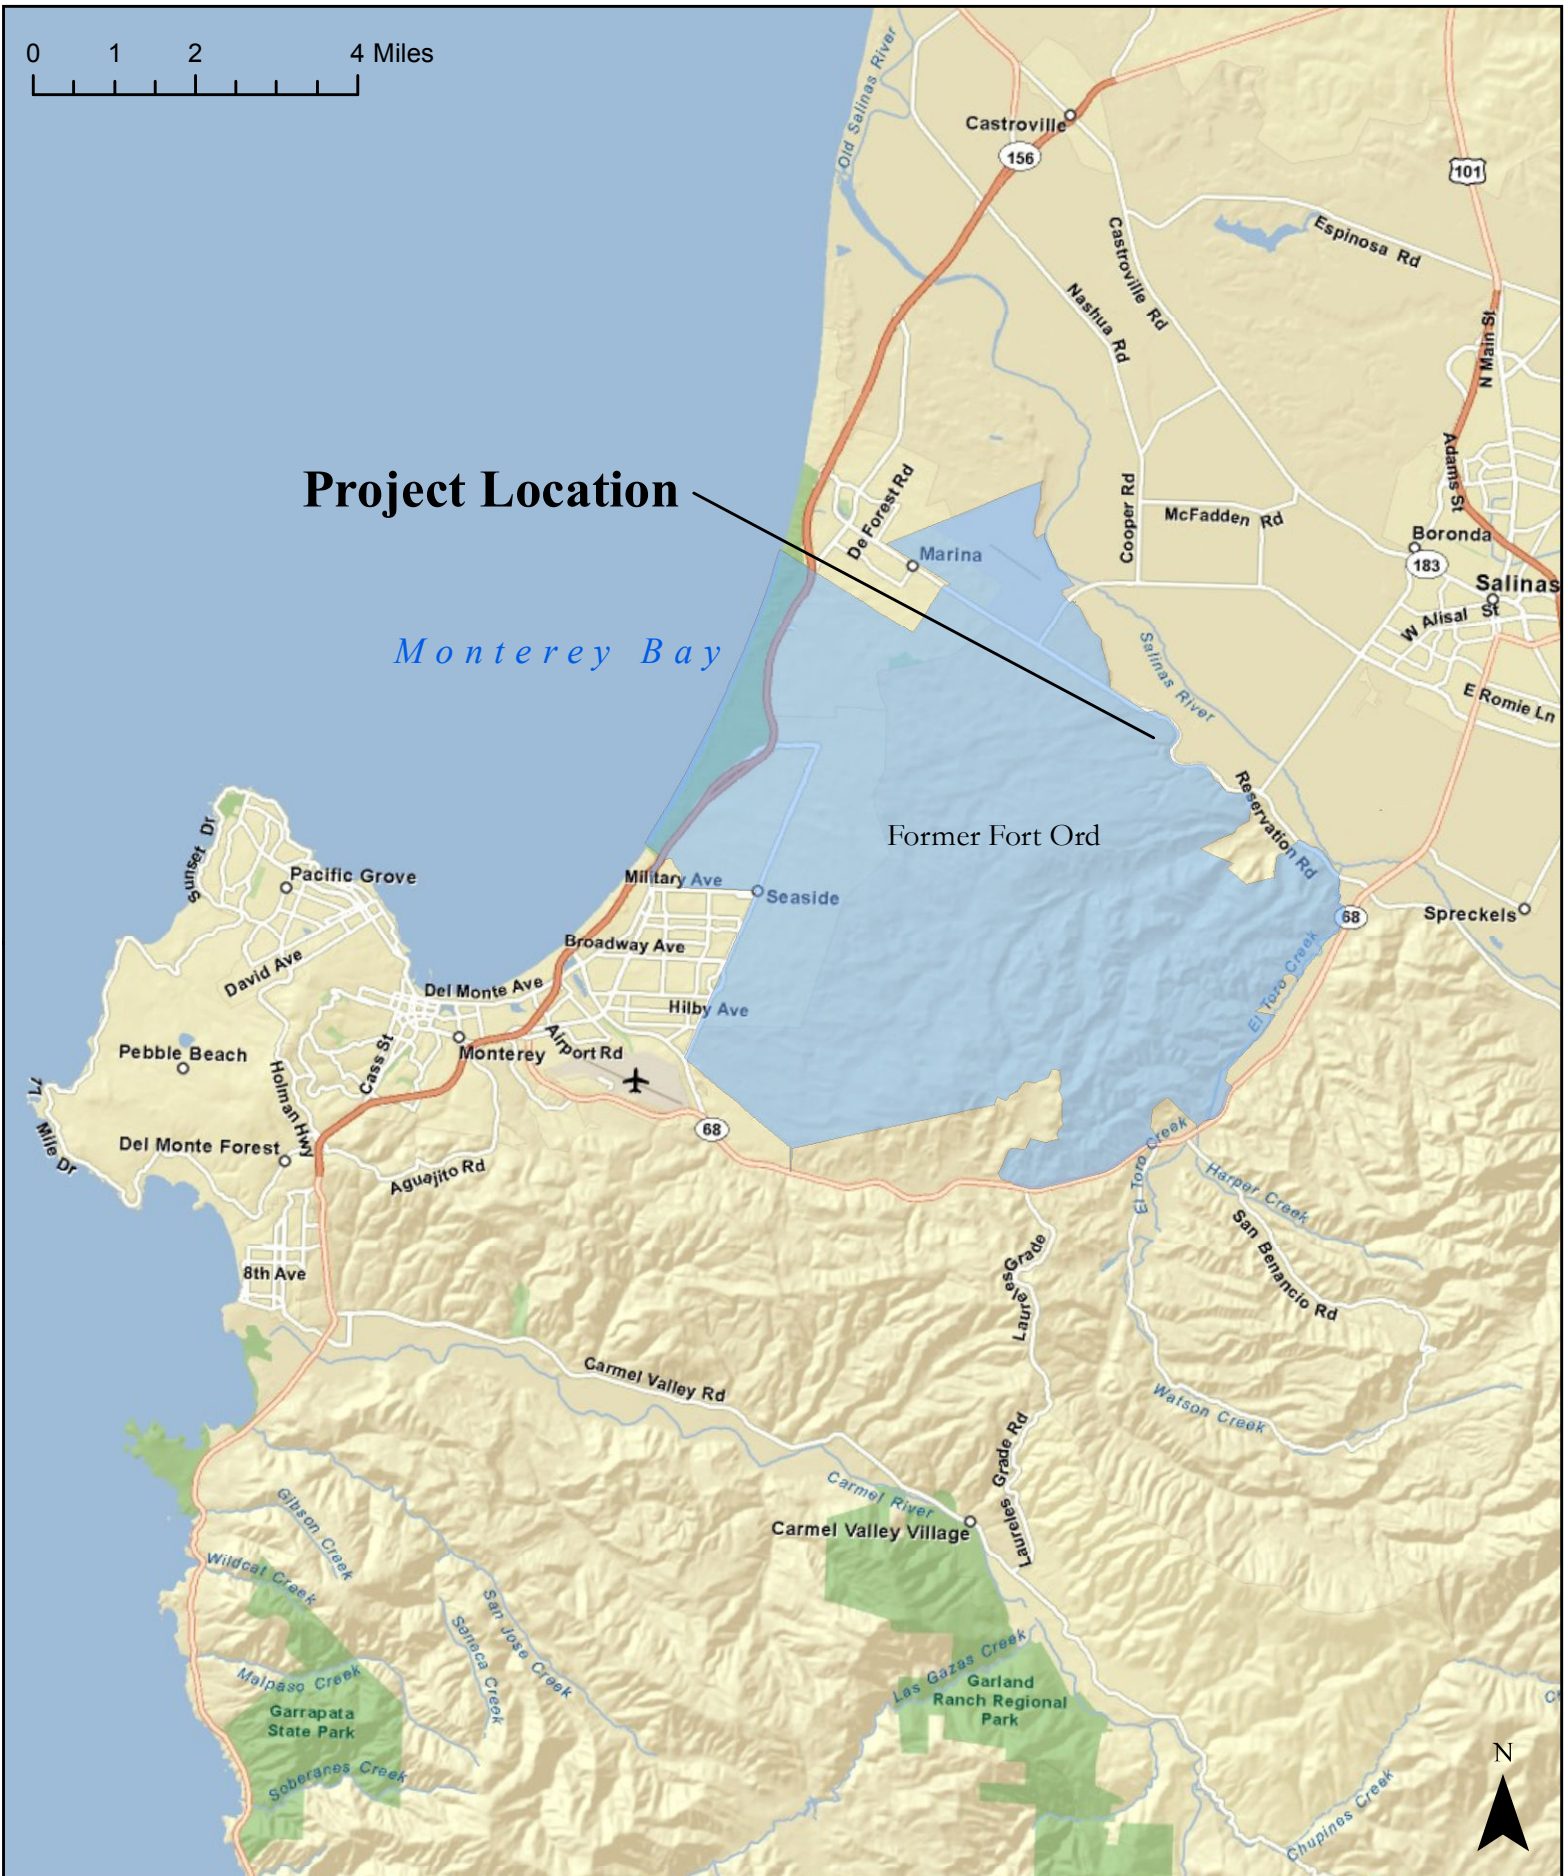 0 1 2 4 Miles
Old Salinas River
Castroville
156
101
Espinosa Rd
Castroville Rd
Nashua Rd
N Main St
Adams St
Project Location
De Forest Rd
Cooper Rd
McFadden Rd
Boronda
183
Marina
Salinas
W Alisal St
Monterey Bay
Salinas River
E Romie Ln
Reservation Rd
Former Fort Ord
Sunset Dr
Pacific Grove
Military Ave
Seaside
68
Spreckels
Broadway Ave
David Ave
Del Monte Ave
El Toro Creek
Hilby Ave
Airport Rd
Monterey
Cass St
Pebble Beach
Holman Hwy
17 Mile Dr
Del Monte Forest
68
Aguajito Rd
El Toro Creek
Harper Creek
San Benancio Rd
Laureles Grade
8th Ave
Carmel Valley Rd
Watson Creek
Laureles Grade Rd
Carmel River
Carmel Valley Village
Gibson Creek
Wildcat Creek
San Jose Creek
Seneca Creek
Las Gazas Creek
Malpaso Creek
Garland
Ranch Regional
Park
Garrapata
State Park
Soberanes Creek
N
Chupines Creek